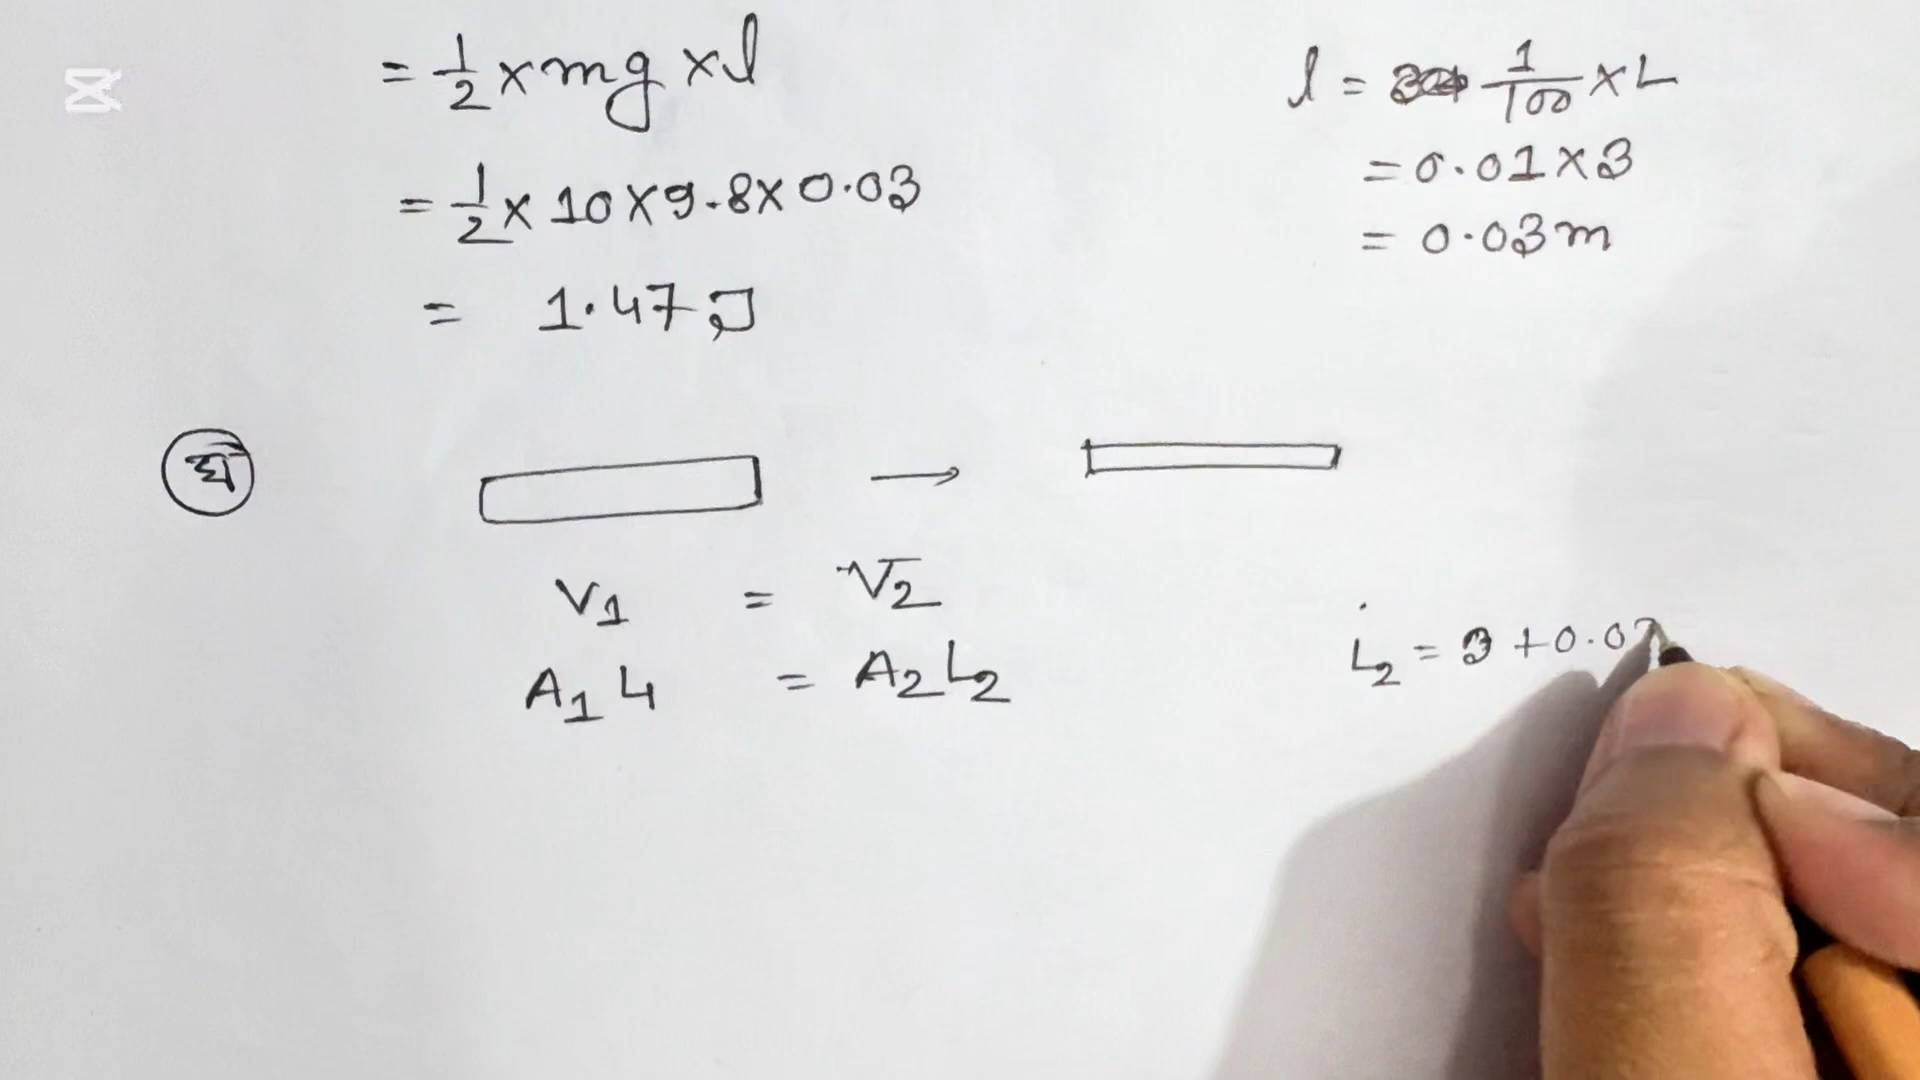 = 1/2 × mg × l
= 1/2 × 10 × 9.8 × 0.03
= 1.47 J
l = 1/100 × L
= 0.01 × 3
= 0.03 m
ঘ
V1 = V2
A1 L1 = A2 L2
L2 = 3 + 0.03